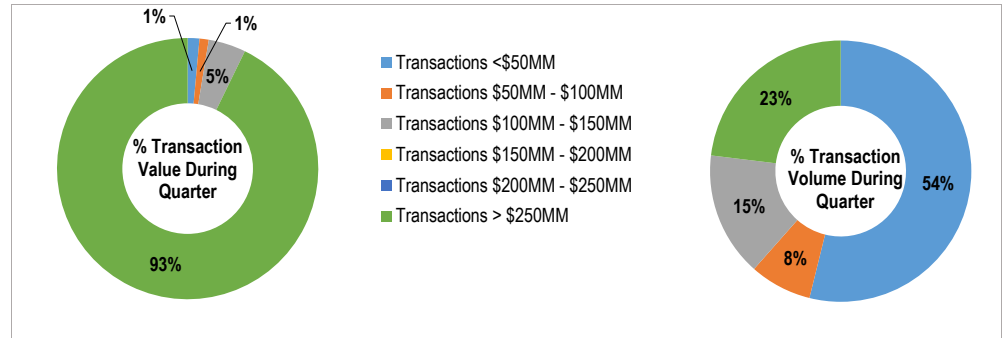 1%
1%
5%
93%
% Transaction
Value During
Quarter
Transactions <$50MM
Transactions $50MM - $100MM
Transactions $100MM - $150MM
Transactions $150MM - $200MM
Transactions $200MM - $250MM
Transactions > $250MM
23%
54%
15%
8%
% Transaction
Volume During
Quarter